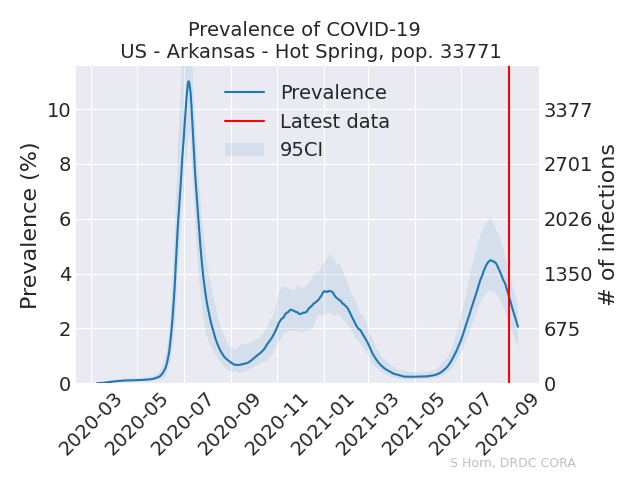 Prevalence of COVID-19
US - Arkansas - Hot Spring, pop. 33771
Prevalence (%)
10
8
6
4
2
0
Prevalence
Latest data
95CI
3377
2701
2026
1350
675
0
# of infections
2020-03
2020-05
2020-07
2020-09
2020-11
2021-01
2021-03
2021-05
2021-07
2021-09
S Horn, DRDC CORA